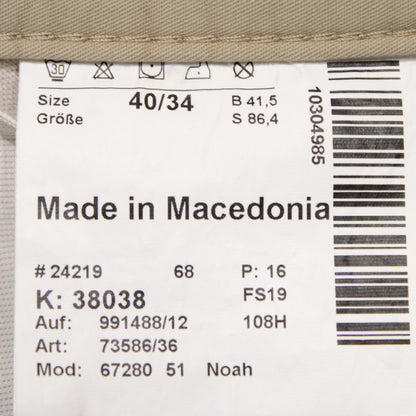 30
Size 40/34 B 41,5
Größe S 86,4
10304985
Made in Macedonia
# 24219 68 P: 16
K: 38038 FS19
Auf: 991488/12 108H
Art: 73586/36
Mod: 67280 51 Noah